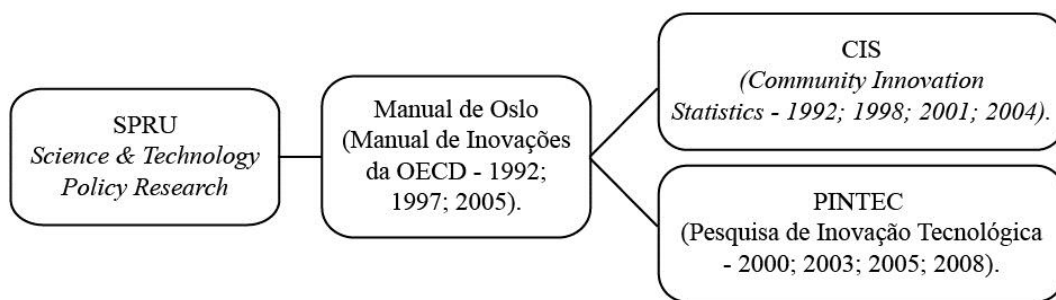 SPRU
Science & Technology
Policy Research
Manual de Oslo
(Manual de Inovações
da OECD - 1992;
1997; 2005).
CIS
(Community Innovation
Statistics - 1992; 1998; 2001; 2004).
PINTEC
(Pesquisa de Inovação Tecnológica
- 2000; 2003; 2005; 2008).